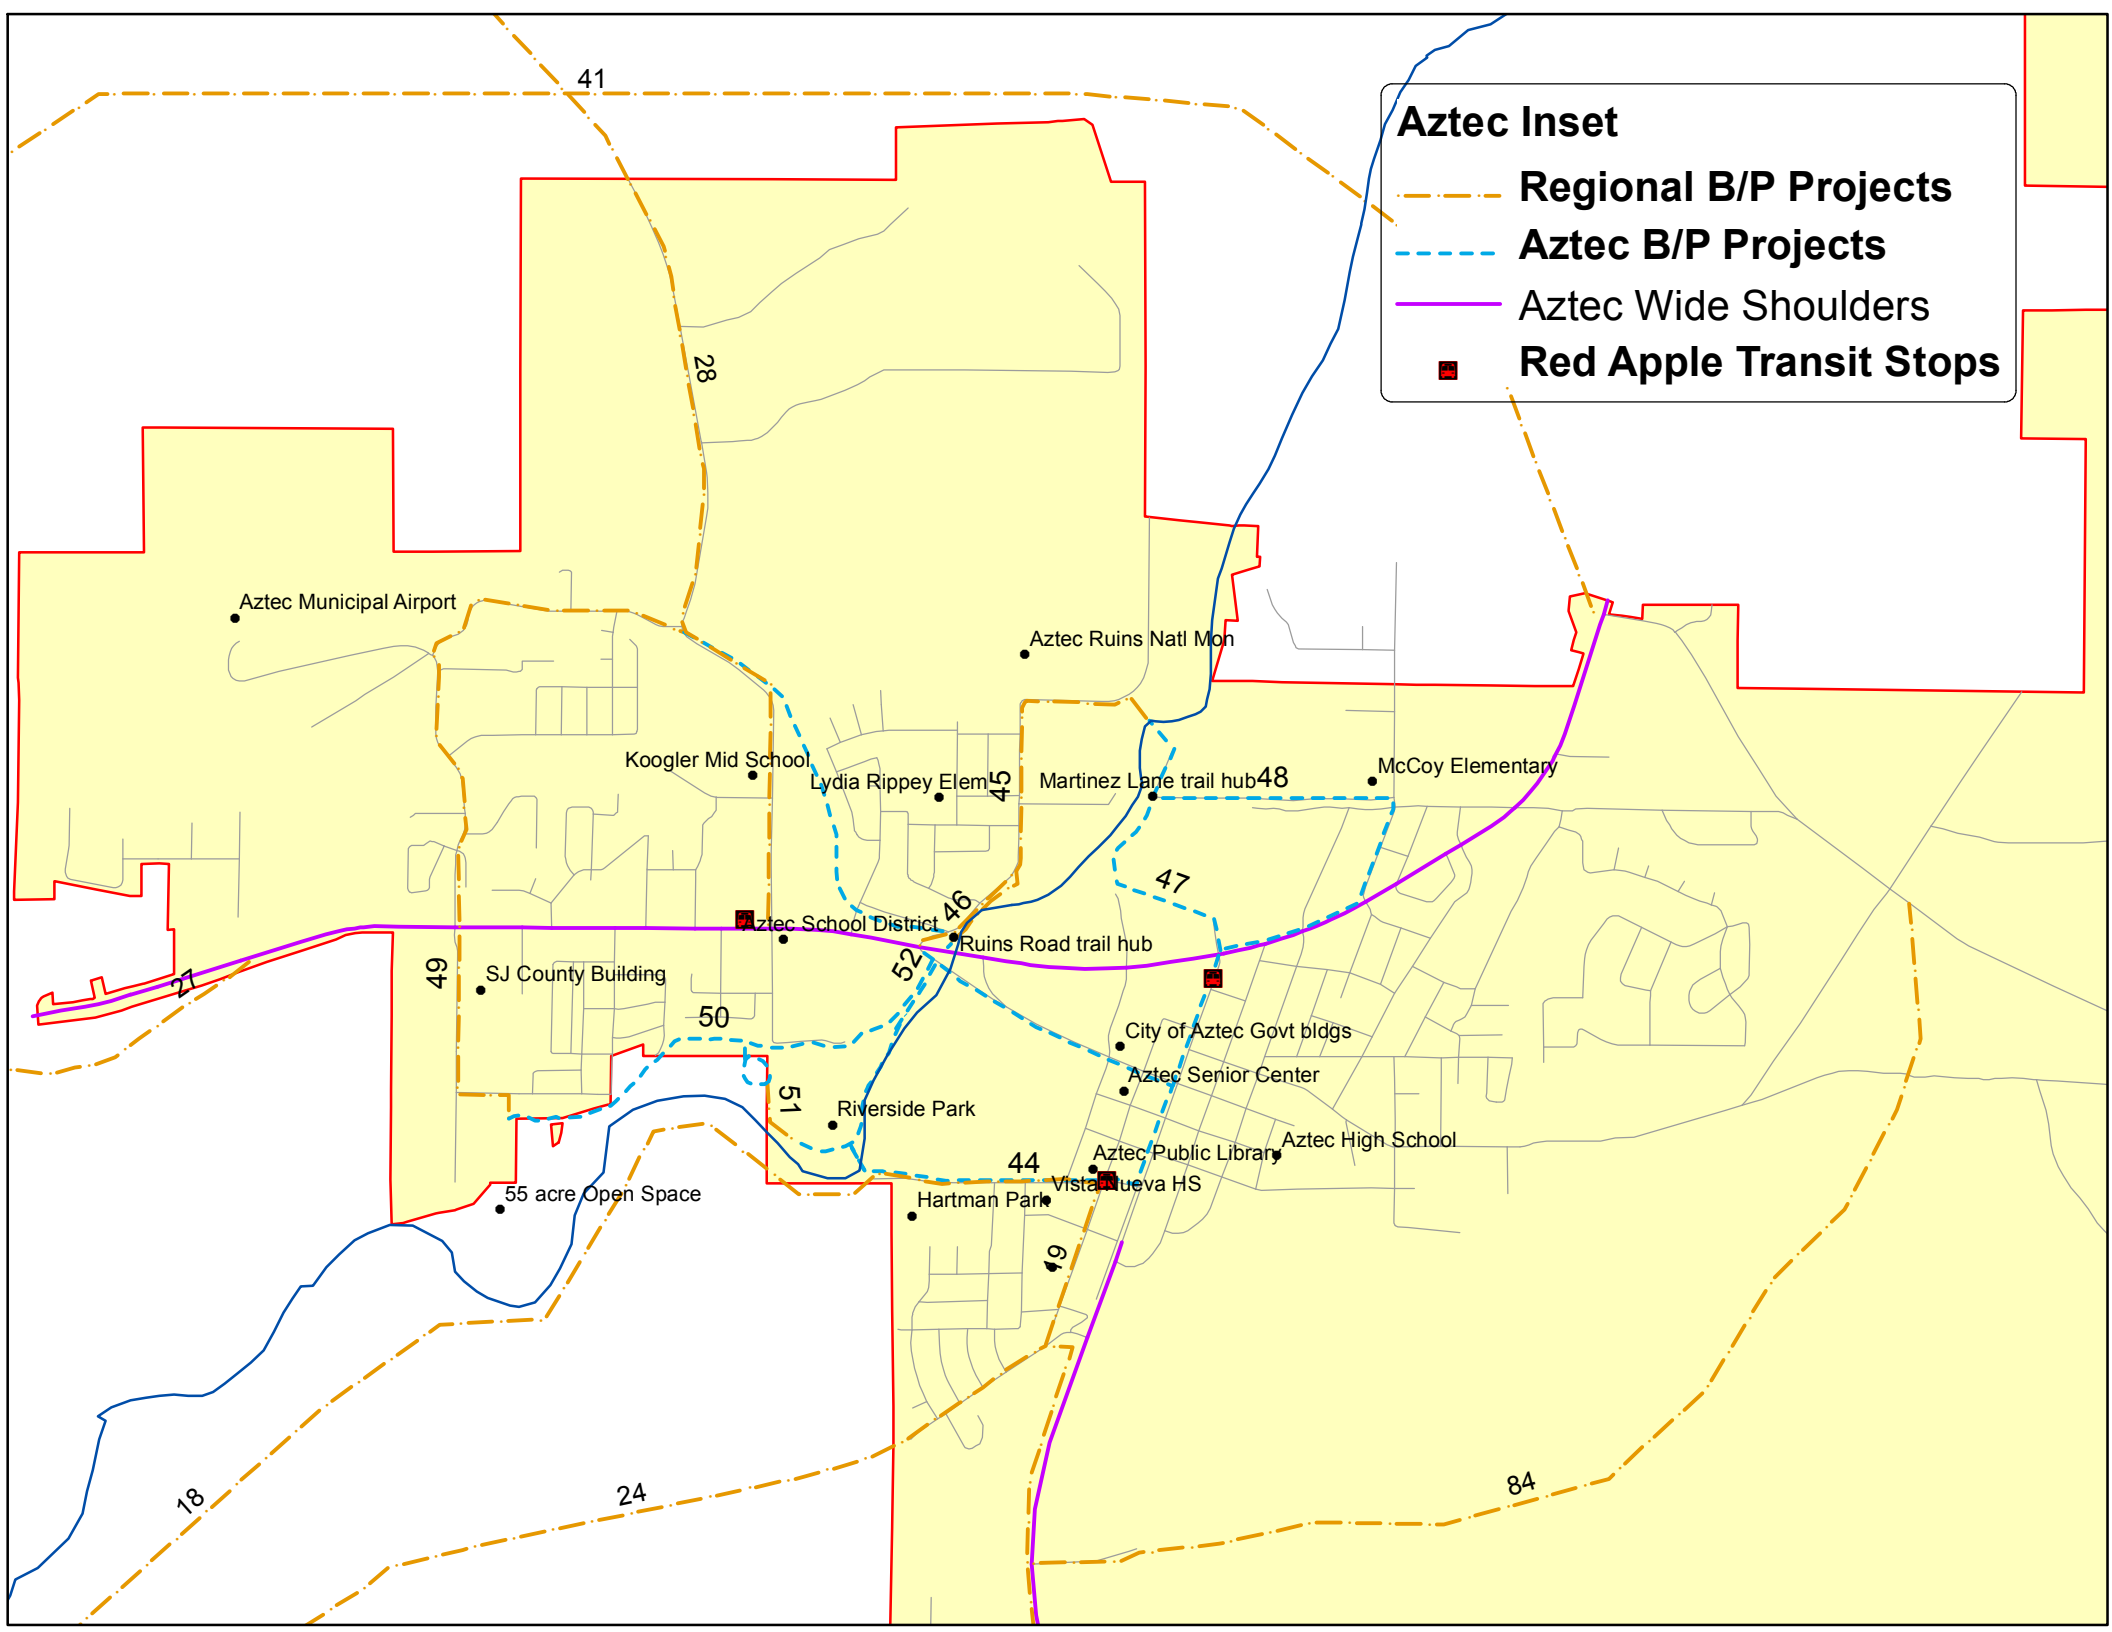 41
Aztec Inset
Regional B/P Projects
Aztec B/P Projects
Aztec Wide Shoulders
Red Apple Transit Stops
28
Aztec Municipal Airport
Aztec Ruins Natl Mon
Koogler Mid School
Lydia Rippey Elem
45
Martinez Lane trail hub
48
McCoy Elementary
47
46
Aztec School District
Ruins Road trail hub
52
49
SJ County Building
27
50
City of Aztec Govt bldgs
Aztec Senior Center
51
Riverside Park
Aztec High School
44
Aztec Public Library
Vista Nueva HS
55 acre Open Space
Hartman Park
19
18
24
84